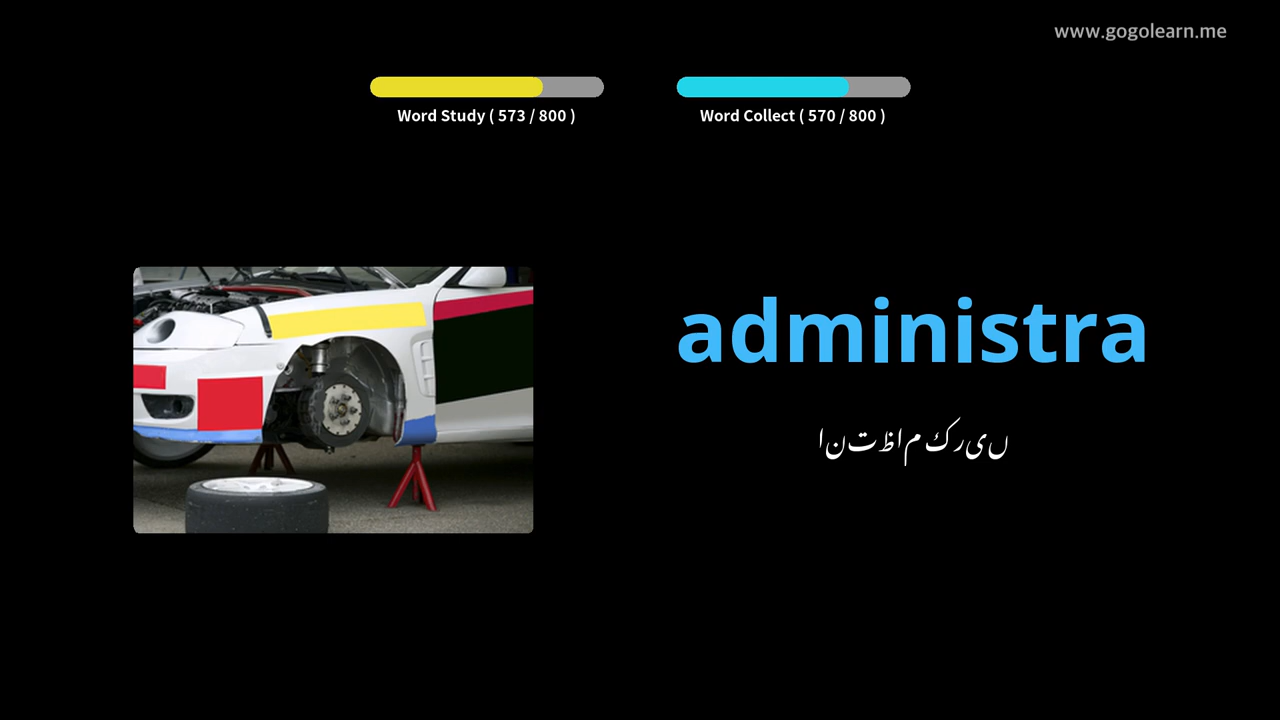 www.gogolearn.me
Word Study ( 573 / 800 )
Word Collect ( 570 / 800 )
administra
انتظام کریں